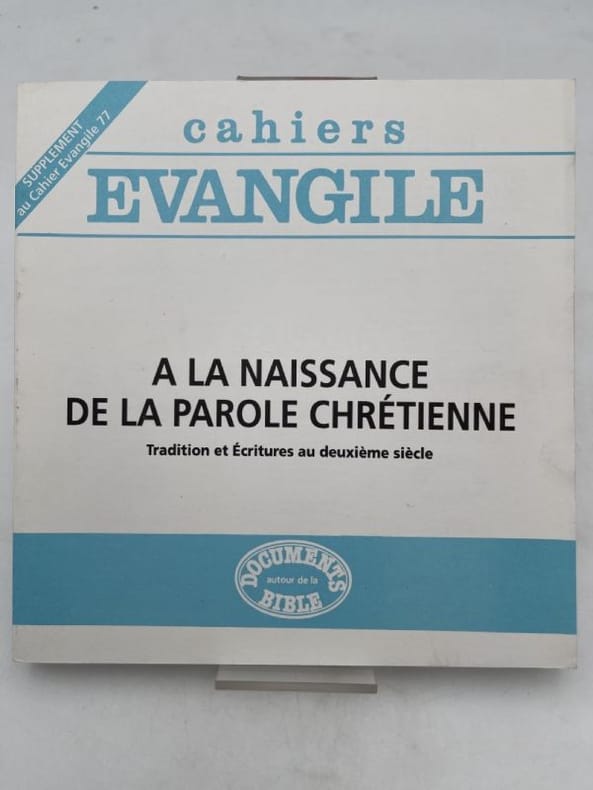 SUPPLEMENT
au Cahier Evangile 77
cahiers
EVANGILE
A LA NAISSANCE
DE LA PAROLE CHRÉTIENNE
Tradition et Écritures au deuxième siècle
DOCUMENTS
autour de la
BIBLE